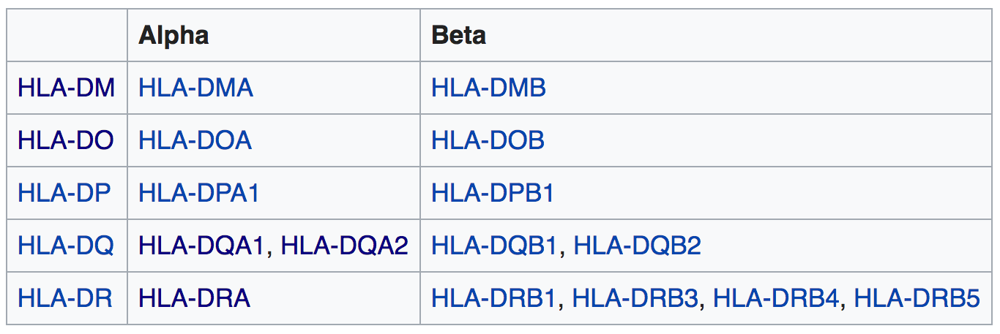 Alpha Beta
HLA-DM HLA-DMA HLA-DMB
HLA-DO HLA-DOA HLA-DOB
HLA-DP HLA-DPA1 HLA-DPB1
HLA-DQ HLA-DQA1, HLA-DQA2 HLA-DQB1, HLA-DQB2
HLA-DR HLA-DRA HLA-DRB1, HLA-DRB3, HLA-DRB4, HLA-DRB5